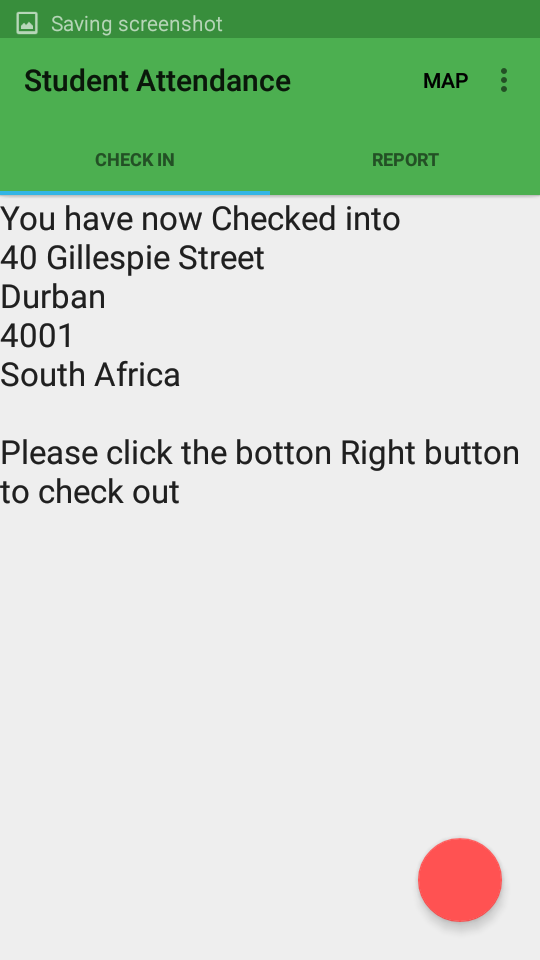 Saving screenshot
Student Attendance
MAP
CHECK IN
REPORT
You have now Checked into
40 Gillespie Street
Durban
4001
South Africa
Please click the botton Right button
to check out